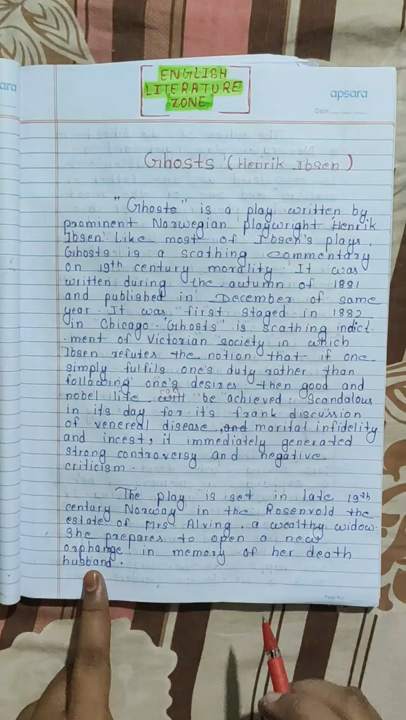 ara
ENGLISH
LITERATURE
ZONE
apsara
Date
Ghosts (Henrik Ibsen)
"Ghosts" is a play written by
prominent Norwegian playwright Henrik
Ibsen. Like most of Ibsen's plays.
Ghosts is a scathing commentary
on 19th century morality. It was
written during the autumn of 1881
and published in December of same
year. It was first staged in 1882
in Chicago. "Ghosts" is scathing indict-
ment of Victorian society in which
Ibsen refutes the notion that if one
simply fulfils one's duty rather than
following one's desires then good and
nobel life will be achieved. Scandalous
in its day for its frank discussion
of venereal disease, and marital infidelity
and incest, it immediately generated
strong controversy and negative
criticism.
The play is set in late 19th
century Norway in the Rosenvold the
estate of Mrs Alving, a wealthy widow.
She prepares to open a new
orphange in memory of her death
husband.